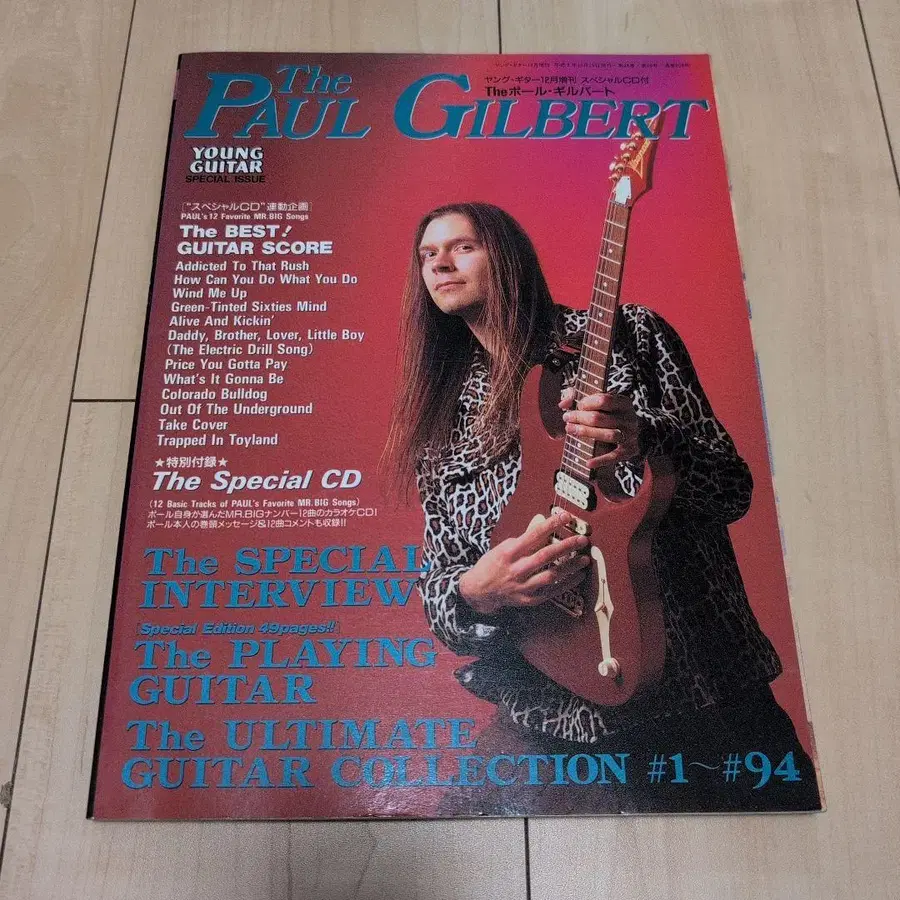 The
PAUL GILBERT
ヤング・ギター12月増刊 スペシャルCD付
Theポール・ギルバート
YOUNG
GUITAR
SPECIAL ISSUE
["スペシャルCD"連動企画]
PAUL's 12 Favorite MR.BIG Songs
The BEST!
GUITAR SCORE
Addicted To That Rush
How Can You Do What You Do
Wind Me Up
Green-Tinted Sixties Mind
Alive And Kickin'
Daddy, Brother, Lover, Little Boy
(The Electric Drill Song)
Price You Gotta Pay
What's It Gonna Be
Colorado Bulldog
Out Of The Underground
Take Cover
Trapped In Toyland
★特別付録★
The Special CD
(12 Basic Tracks of PAUL's Favorite MR.BIG Songs)
ポール自身が選んだMR.BIGナンバー12曲のカラオケCD!
ポール本人の巻頭メッセージ&12曲コメントも収録!!
The SPECIAL
INTERVIEW
[Special Edition 49pages!!]
The PLAYING
GUITAR
The ULTIMATE
GUITAR COLLECTION #1～#94
Ibanez